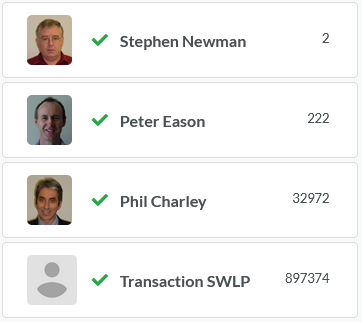 Stephen Newman 2
Peter Eason 222
Phil Charley 32972
Transaction SWLP 897374